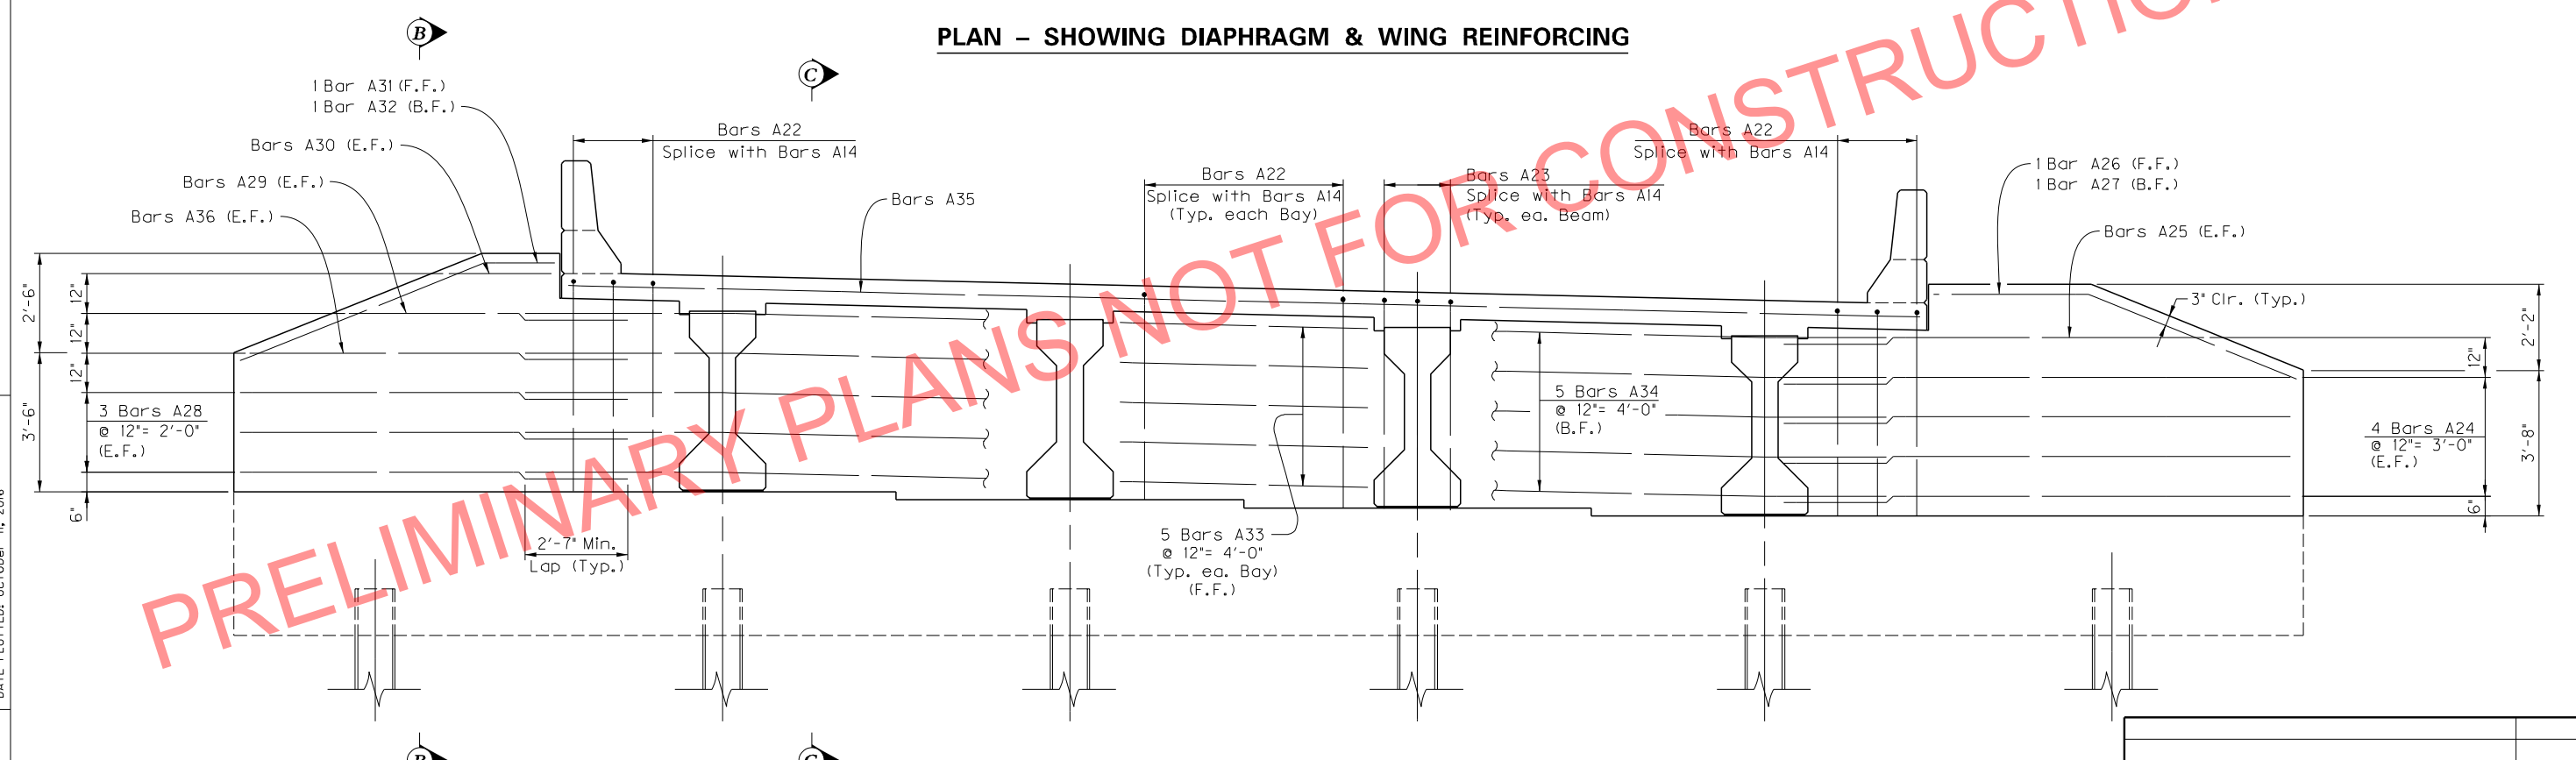 PLAN – SHOWING DIAPHRAGM & WING REINFORCING
B
C
1 Bar A31 (F.F.)
1 Bar A32 (B.F.)
Bars A30 (E.F.)
Bars A29 (E.F.)
Bars A36 (E.F.)
Bars A22
Splice with Bars A14
Bars A35
Bars A22
Splice with Bars A14
(Typ. each Bay)
Bars A23
Splice with Bars A14
(Typ. ea. Beam)
Bars A22
Splice with Bars A14
1 Bar A26 (F.F.)
1 Bar A27 (B.F.)
Bars A25 (E.F.)
3" Clr. (Typ.)
2'-6"
3'-6"
12"
12"
12"
6"
3 Bars A28
@ 12"= 2'-0"
(E.F.)
2'-7" Min.
Lap (Typ.)
5 Bars A33
@ 12"= 4'-0"
(Typ. ea. Bay)
(F.F.)
5 Bars A34
@ 12"= 4'-0"
(B.F.)
4 Bars A24
@ 12"= 3'-0"
(E.F.)
12"
6"
2'-2"
3'-8"
PRELIMINARY PLANS NOT FOR CONSTRUCTIO
B
C